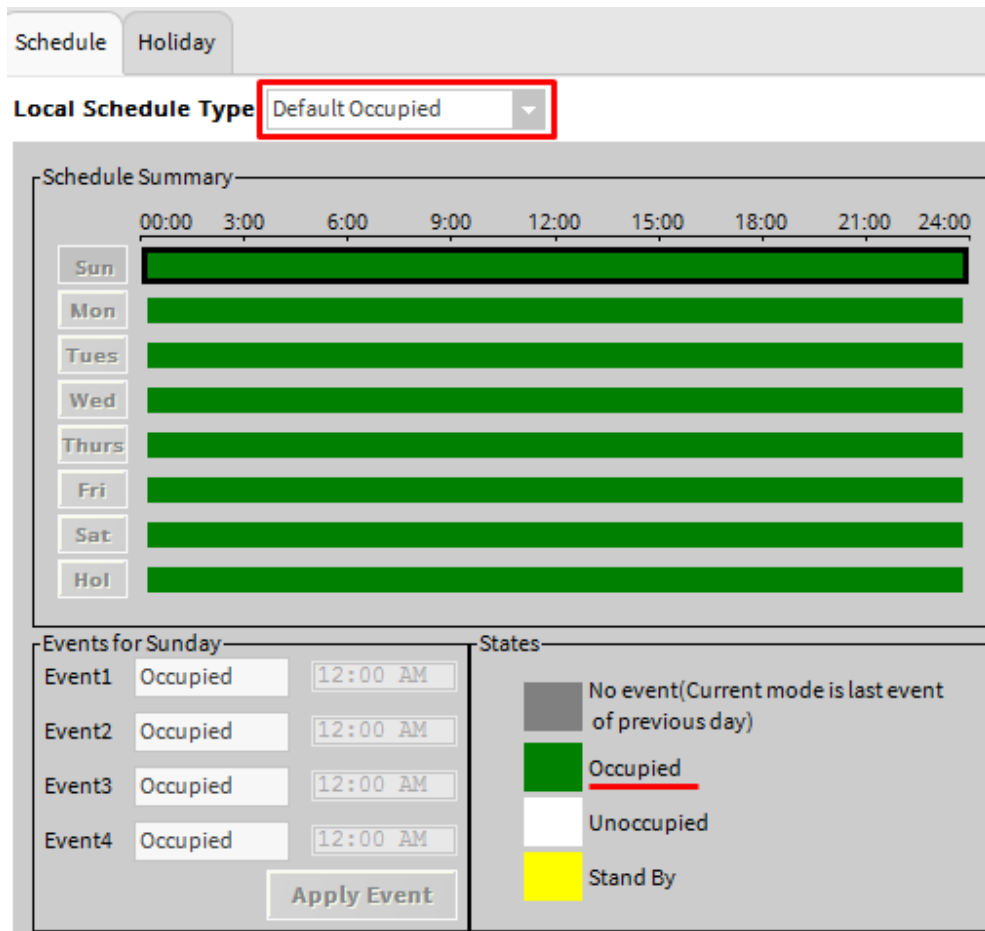 Schedule Holiday
Local Schedule Type Default Occupied
Schedule Summary
00:00 3:00 6:00 9:00 12:00 15:00 18:00 21:00 24:00
Sun
Mon
Tues
Wed
Thurs
Fri
Sat
Hol
Events for Sunday
Event1 Occupied 12:00 AM
Event2 Occupied 12:00 AM
Event3 Occupied 12:00 AM
Event4 Occupied 12:00 AM
Apply Event
States
No event(Current mode is last event
of previous day)
Occupied
Unoccupied
Stand By